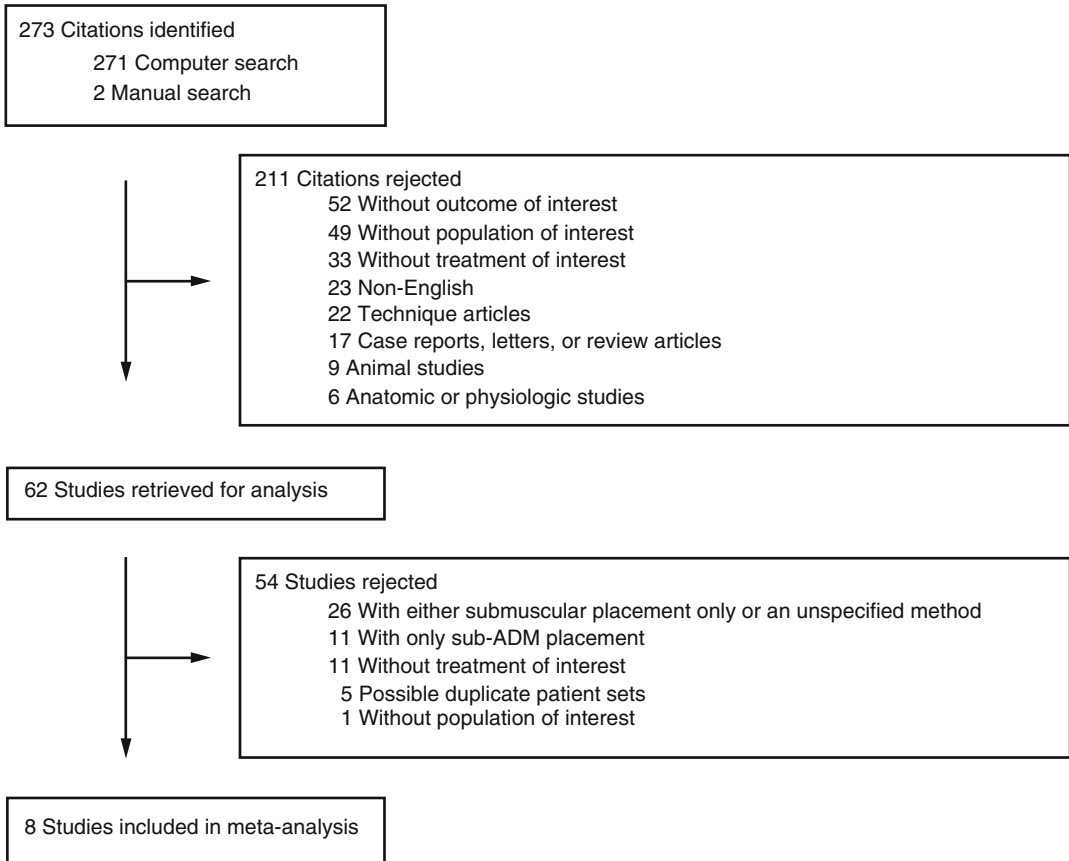 273 Citations identified
271 Computer search
2 Manual search
211 Citations rejected
52 Without outcome of interest
49 Without population of interest
33 Without treatment of interest
23 Non-English
22 Technique articles
17 Case reports, letters, or review articles
9 Animal studies
6 Anatomic or physiologic studies
62 Studies retrieved for analysis
54 Studies rejected
26 With either submuscular placement only or an unspecified method
11 With only sub-ADM placement
11 Without treatment of interest
5 Possible duplicate patient sets
1 Without population of interest
8 Studies included in meta-analysis